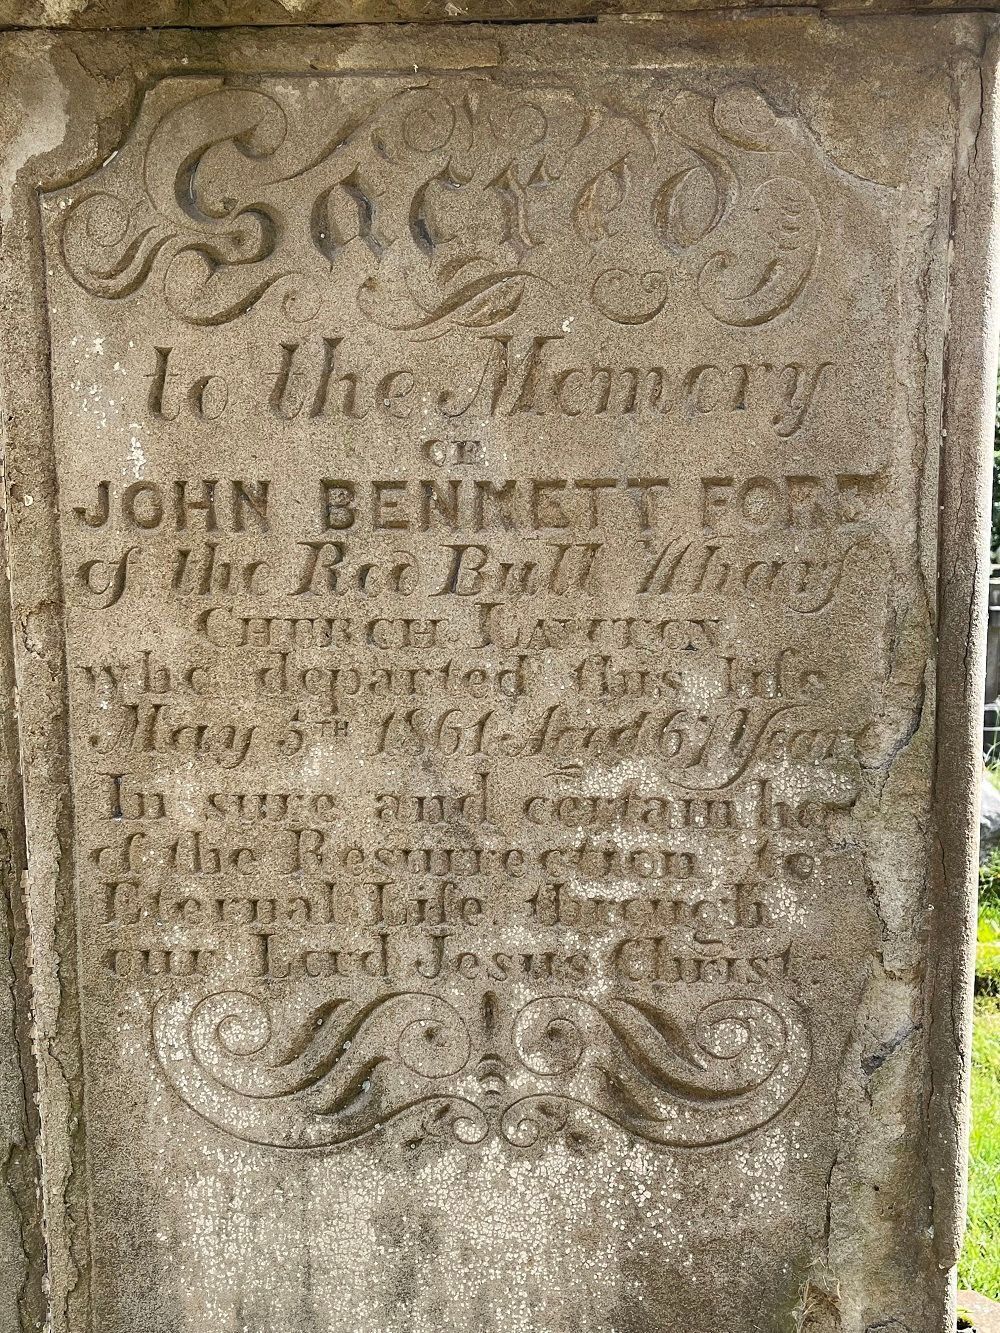 Sacred
to the Memory
OF
JOHN BENNETT FORD
of the Red Bull Wharf
CHURCH LAWTON
who departed this life
May 5TH 1861 Aged 67 Years
In sure and certain ho
of the Resurrection to
Eternal Life, through
our Lord Jesus Christ.